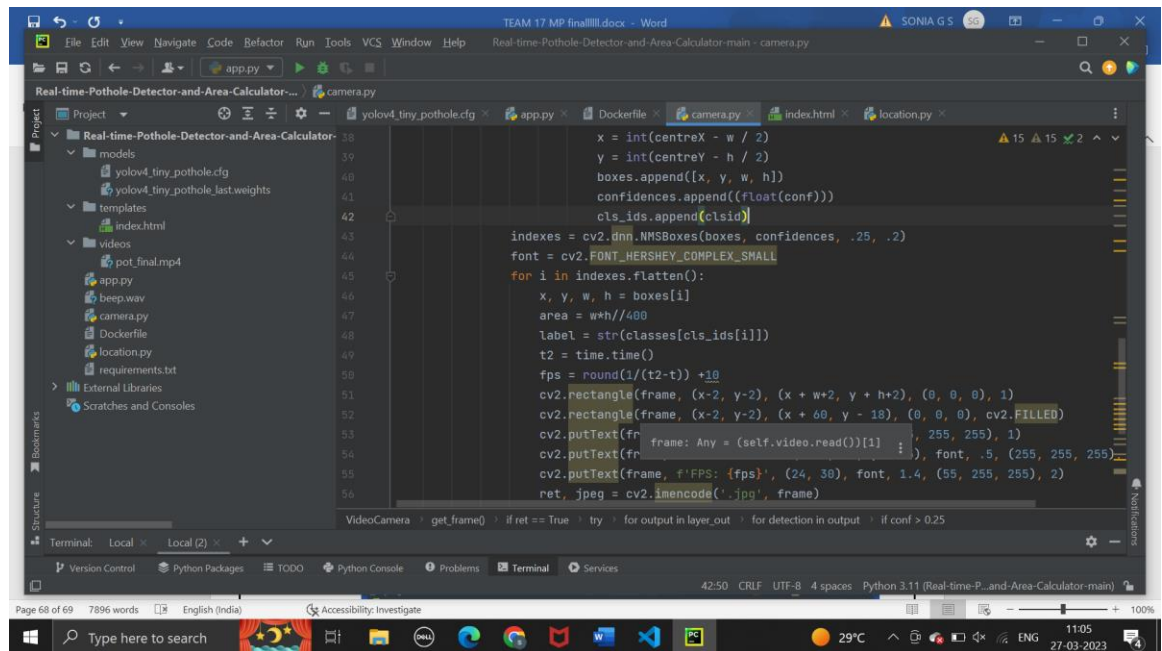 TEAM 17 MP finalllll.docx - Word
SONIA G S
SG
PC
File Edit View Navigate Code Refactor Run Tools VCS Window Help
Real-time-Pothole-Detector-and-Area-Calculator-main - camera.py
app.py
Real-time-Pothole-Detector-and-Area-Calculator-... camera.py
Project
yolov4_tiny_pothole.cfg
app.py
Dockerfile
camera.py
index.html
location.py
Project
Real-time-Pothole-Detector-and-Area-Calculator-
models
yolov4_tiny_pothole.cfg
yolov4_tiny_pothole_last.weights
templates
index.html
videos
pot_final.mp4
app.py
beep.wav
camera.py
Dockerfile
location.py
requirements.txt
External Libraries
Scratches and Consoles
Bookmarks
Structure
15 15 2
38 x = int(centreX - w / 2)
39 y = int(centreY - h / 2)
40 boxes.append([x, y, w, h])
41 confidences.append((float(conf)))
42 cls_ids.append(clsid)
43 indexes = cv2.dnn.NMSBoxes(boxes, confidences, .25, .2)
44 font = cv2.FONT_HERSHEY_COMPLEX_SMALL
45 for i in indexes.flatten():
46 x, y, w, h = boxes[i]
47 area = w*h//400
48 label = str(classes[cls_ids[i]])
49 t2 = time.time()
50 fps = round(1/(t2-t)) +10
51 cv2.rectangle(frame, (x-2, y-2), (x + w+2, y + h+2), (0, 0, 0), 1)
52 cv2.rectangle(frame, (x-2, y-2), (x + 60, y - 18), (0, 0, 0), cv2.FILLED)
53 cv2.putText(fr , 255, 255), 1)
frame: Any = (self.video.read())[1]
54 cv2.putText(fr ), font, .5, (255, 255, 255)
55 cv2.putText(frame, f'FPS: {fps}', (24, 30), font, 1.4, (55, 255, 255), 2)
56 ret, jpeg = cv2.imencode('.jpg', frame)
Notifications
VideoCamera get_frame() if ret == True try for output in layer_out for detection in output if conf > 0.25
Terminal: Local Local (2)
Version Control Python Packages TODO Python Console Problems Terminal Services
42:50 CRLF UTF-8 4 spaces Python 3.11 (Real-time-P...and-Area-Calculator-main)
Page 68 of 69 7896 words English (India) Accessibility: Investigate 100%
Type here to search
DELL
PC
29°C
ENG
11:05
27-03-2023
4